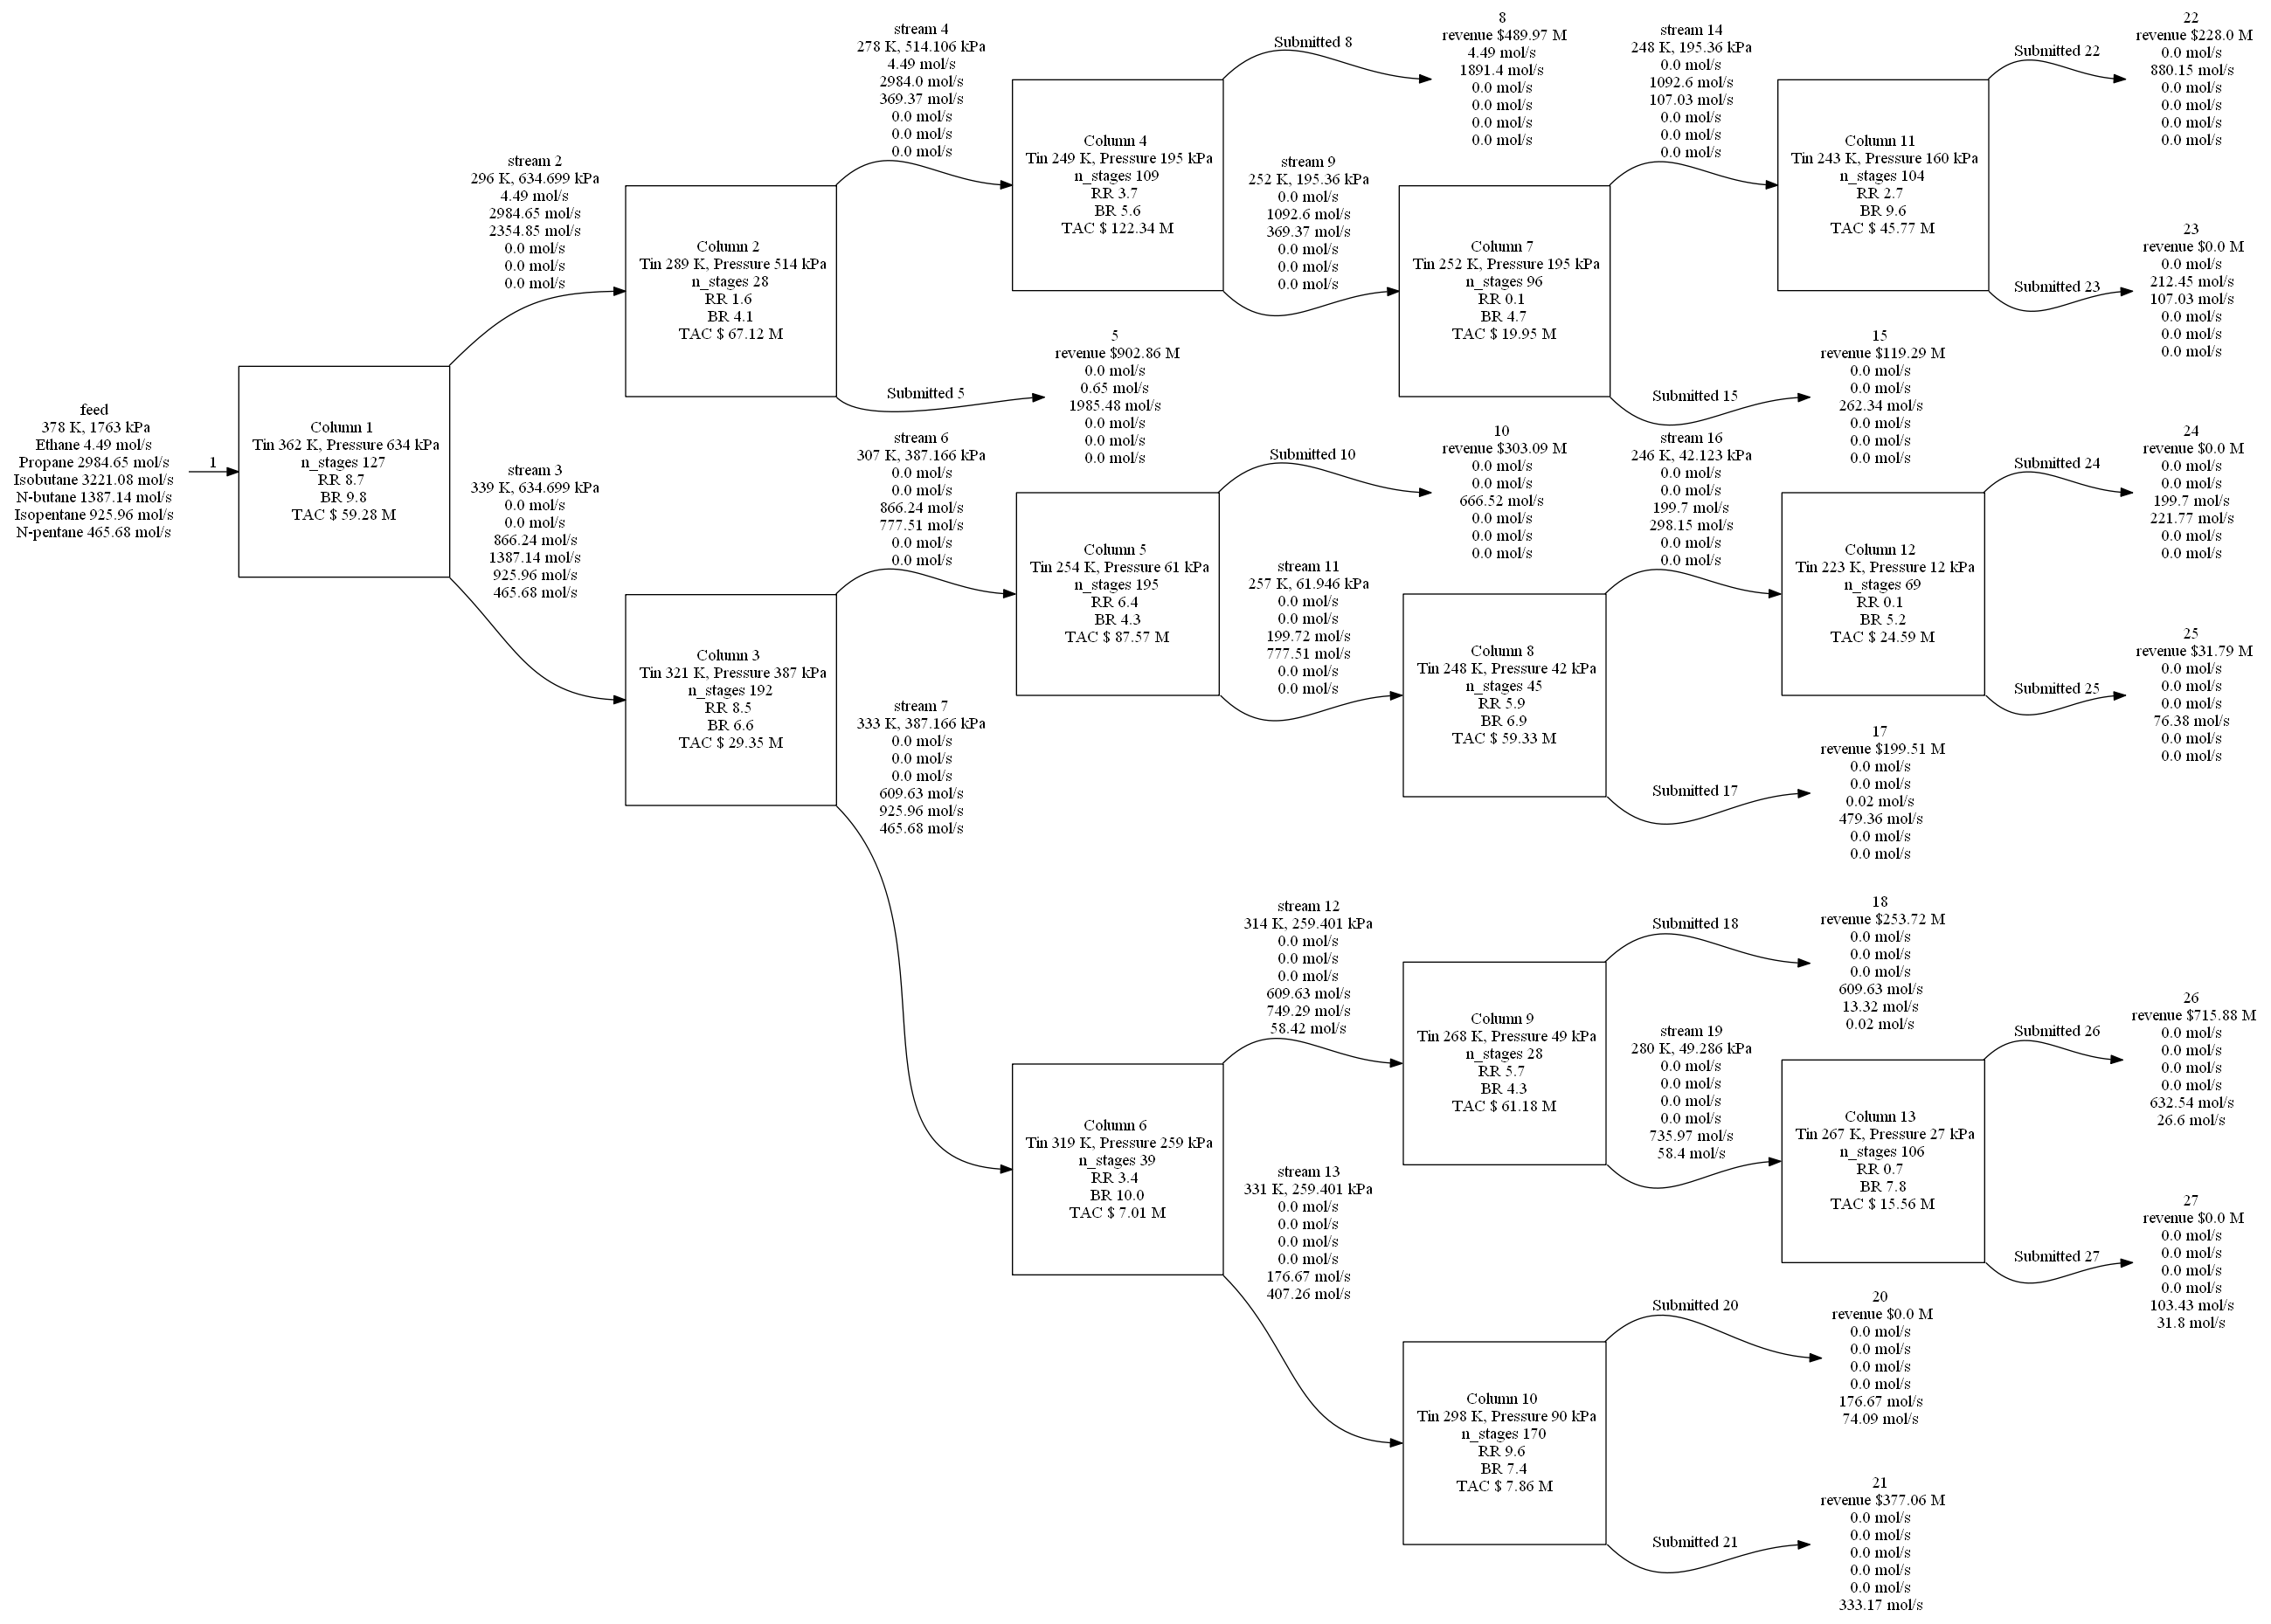 feed
378 K, 1763 kPa
Ethane 4.49 mol/s
Propane 2984.65 mol/s
Isobutane 3221.08 mol/s
N-butane 1387.14 mol/s
Isopentane 925.96 mol/s
N-pentane 465.68 mol/s
1
Column 1
Tin 362 K, Pressure 634 kPa
n_stages 127
RR 8.7
BR 9.8
TAC $ 59.28 M
stream 2
296 K, 634.699 kPa
4.49 mol/s
2984.65 mol/s
2354.85 mol/s
0.0 mol/s
0.0 mol/s
0.0 mol/s
stream 3
339 K, 634.699 kPa
0.0 mol/s
0.0 mol/s
866.24 mol/s
1387.14 mol/s
925.96 mol/s
465.68 mol/s
Column 2
Tin 289 K, Pressure 514 kPa
n_stages 28
RR 1.6
BR 4.1
TAC $ 67.12 M
Column 3
Tin 321 K, Pressure 387 kPa
n_stages 192
RR 8.5
BR 6.6
TAC $ 29.35 M
stream 4
278 K, 514.106 kPa
4.49 mol/s
2984.0 mol/s
369.37 mol/s
0.0 mol/s
0.0 mol/s
0.0 mol/s
Submitted 5
5
revenue $902.86 M
0.0 mol/s
0.65 mol/s
1985.48 mol/s
0.0 mol/s
0.0 mol/s
0.0 mol/s
stream 6
307 K, 387.166 kPa
0.0 mol/s
0.0 mol/s
866.24 mol/s
777.51 mol/s
0.0 mol/s
0.0 mol/s
stream 7
333 K, 387.166 kPa
0.0 mol/s
0.0 mol/s
0.0 mol/s
609.63 mol/s
925.96 mol/s
465.68 mol/s
Column 4
Tin 249 K, Pressure 195 kPa
n_stages 109
RR 3.7
BR 5.6
TAC $ 122.34 M
Column 5
Tin 254 K, Pressure 61 kPa
n_stages 195
RR 6.4
BR 4.3
TAC $ 87.57 M
Column 6
Tin 319 K, Pressure 259 kPa
n_stages 39
RR 3.4
BR 10.0
TAC $ 7.01 M
Submitted 8
8
revenue $489.97 M
4.49 mol/s
1891.4 mol/s
0.0 mol/s
0.0 mol/s
0.0 mol/s
0.0 mol/s
stream 9
252 K, 195.36 kPa
0.0 mol/s
1092.6 mol/s
369.37 mol/s
0.0 mol/s
0.0 mol/s
0.0 mol/s
Submitted 10
10
revenue $303.09 M
0.0 mol/s
0.0 mol/s
666.52 mol/s
0.0 mol/s
0.0 mol/s
0.0 mol/s
stream 11
257 K, 61.946 kPa
0.0 mol/s
0.0 mol/s
199.72 mol/s
777.51 mol/s
0.0 mol/s
0.0 mol/s
stream 12
314 K, 259.401 kPa
0.0 mol/s
0.0 mol/s
0.0 mol/s
609.63 mol/s
749.29 mol/s
58.42 mol/s
stream 13
331 K, 259.401 kPa
0.0 mol/s
0.0 mol/s
0.0 mol/s
0.0 mol/s
176.67 mol/s
407.26 mol/s
Column 7
Tin 252 K, Pressure 195 kPa
n_stages 96
RR 0.1
BR 4.7
TAC $ 19.95 M
Column 8
Tin 248 K, Pressure 42 kPa
n_stages 45
RR 5.9
BR 6.9
TAC $ 59.33 M
Column 9
Tin 268 K, Pressure 49 kPa
n_stages 28
RR 5.7
BR 4.3
TAC $ 61.18 M
Column 10
Tin 298 K, Pressure 90 kPa
n_stages 170
RR 9.6
BR 7.4
TAC $ 7.86 M
stream 14
248 K, 195.36 kPa
0.0 mol/s
1092.6 mol/s
107.03 mol/s
0.0 mol/s
0.0 mol/s
0.0 mol/s
Submitted 15
15
revenue $119.29 M
0.0 mol/s
0.0 mol/s
262.34 mol/s
0.0 mol/s
0.0 mol/s
0.0 mol/s
stream 16
246 K, 42.123 kPa
0.0 mol/s
0.0 mol/s
199.7 mol/s
298.15 mol/s
0.0 mol/s
0.0 mol/s
Submitted 17
17
revenue $199.51 M
0.0 mol/s
0.0 mol/s
0.02 mol/s
479.36 mol/s
0.0 mol/s
0.0 mol/s
Submitted 18
18
revenue $253.72 M
0.0 mol/s
0.0 mol/s
0.0 mol/s
609.63 mol/s
13.32 mol/s
0.02 mol/s
stream 19
280 K, 49.286 kPa
0.0 mol/s
0.0 mol/s
0.0 mol/s
0.0 mol/s
735.97 mol/s
58.4 mol/s
Submitted 20
20
revenue $0.0 M
0.0 mol/s
0.0 mol/s
0.0 mol/s
0.0 mol/s
176.67 mol/s
74.09 mol/s
Submitted 21
21
revenue $377.06 M
0.0 mol/s
0.0 mol/s
0.0 mol/s
0.0 mol/s
0.0 mol/s
333.17 mol/s
Column 11
Tin 243 K, Pressure 160 kPa
n_stages 104
RR 2.7
BR 9.6
TAC $ 45.77 M
Column 12
Tin 223 K, Pressure 12 kPa
n_stages 69
RR 0.1
BR 5.2
TAC $ 24.59 M
Column 13
Tin 267 K, Pressure 27 kPa
n_stages 106
RR 0.7
BR 7.8
TAC $ 15.56 M
Submitted 22
22
revenue $228.0 M
0.0 mol/s
880.15 mol/s
0.0 mol/s
0.0 mol/s
0.0 mol/s
0.0 mol/s
Submitted 23
23
revenue $0.0 M
0.0 mol/s
212.45 mol/s
107.03 mol/s
0.0 mol/s
0.0 mol/s
0.0 mol/s
Submitted 24
24
revenue $0.0 M
0.0 mol/s
0.0 mol/s
199.7 mol/s
221.77 mol/s
0.0 mol/s
0.0 mol/s
Submitted 25
25
revenue $31.79 M
0.0 mol/s
0.0 mol/s
0.0 mol/s
76.38 mol/s
0.0 mol/s
0.0 mol/s
Submitted 26
26
revenue $715.88 M
0.0 mol/s
0.0 mol/s
0.0 mol/s
0.0 mol/s
632.54 mol/s
26.6 mol/s
Submitted 27
27
revenue $0.0 M
0.0 mol/s
0.0 mol/s
0.0 mol/s
0.0 mol/s
103.43 mol/s
31.8 mol/s